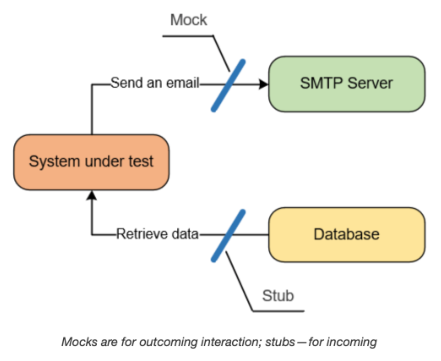 Mock
Send an email
SMTP Server
System under test
Retrieve data
Database
Stub
Mocks are for outcoming interaction; stubs — for incoming